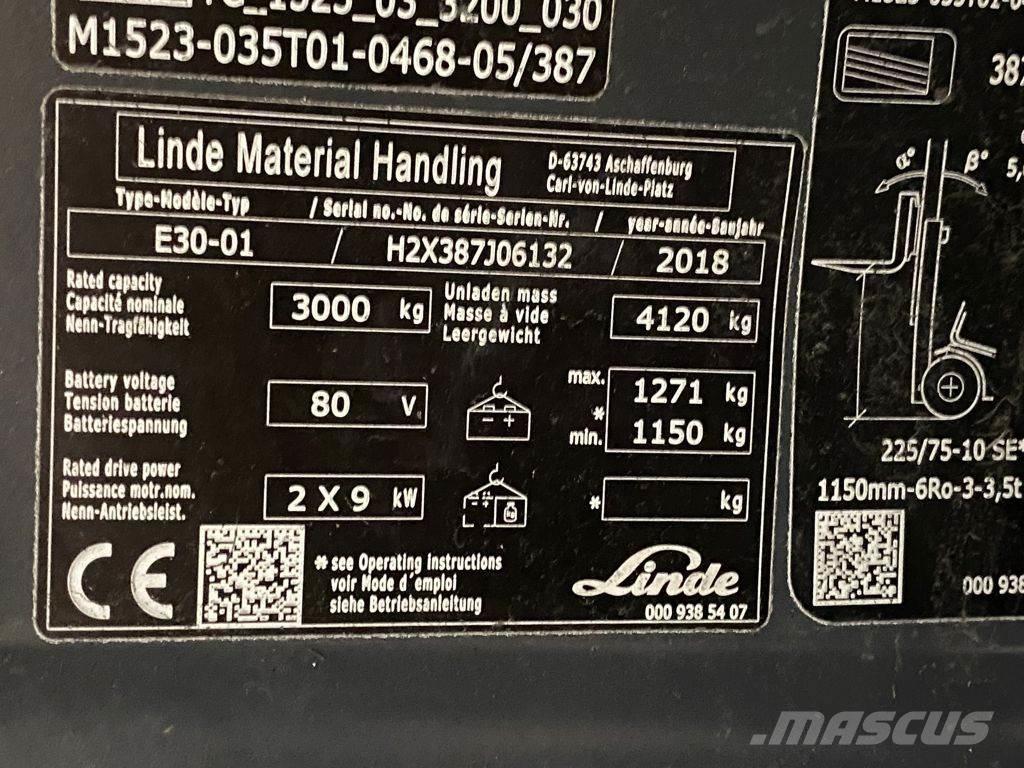 _1525_03_3200_030
M1523-035T01-0468-05/387
Linde Material Handling
D-63743 Aschaffenburg
Carl-von-Linde-Platz
Type-Modèle-Typ / Serial no.-No. de série-Serien-Nr. / year-année-Baujahr
E30-01 / H2X387J06132 / 2018
Rated capacity
Capacité nominale
Nenn-Tragfähigkeit
3000 kg
Unladen mass
Masse à vide
Leergewicht
4120 kg
Battery voltage
Tension batterie
Batteriespannung
80 V
- +
max. 1271 kg
*
min. 1150 kg
Rated drive power
Puissance motr.nom.
Nenn-Antriebsleist.
2 X 9 kW
- +
kg
* kg
CE
* see Operating instructions
voir Mode d'emploi
siehe Betriebsanleitung
Linde
000 938 54 07
387
α° β°
5,
225/75-10 SE*
1150mm-6Ro-3-3,5t
000 938
MASCUS